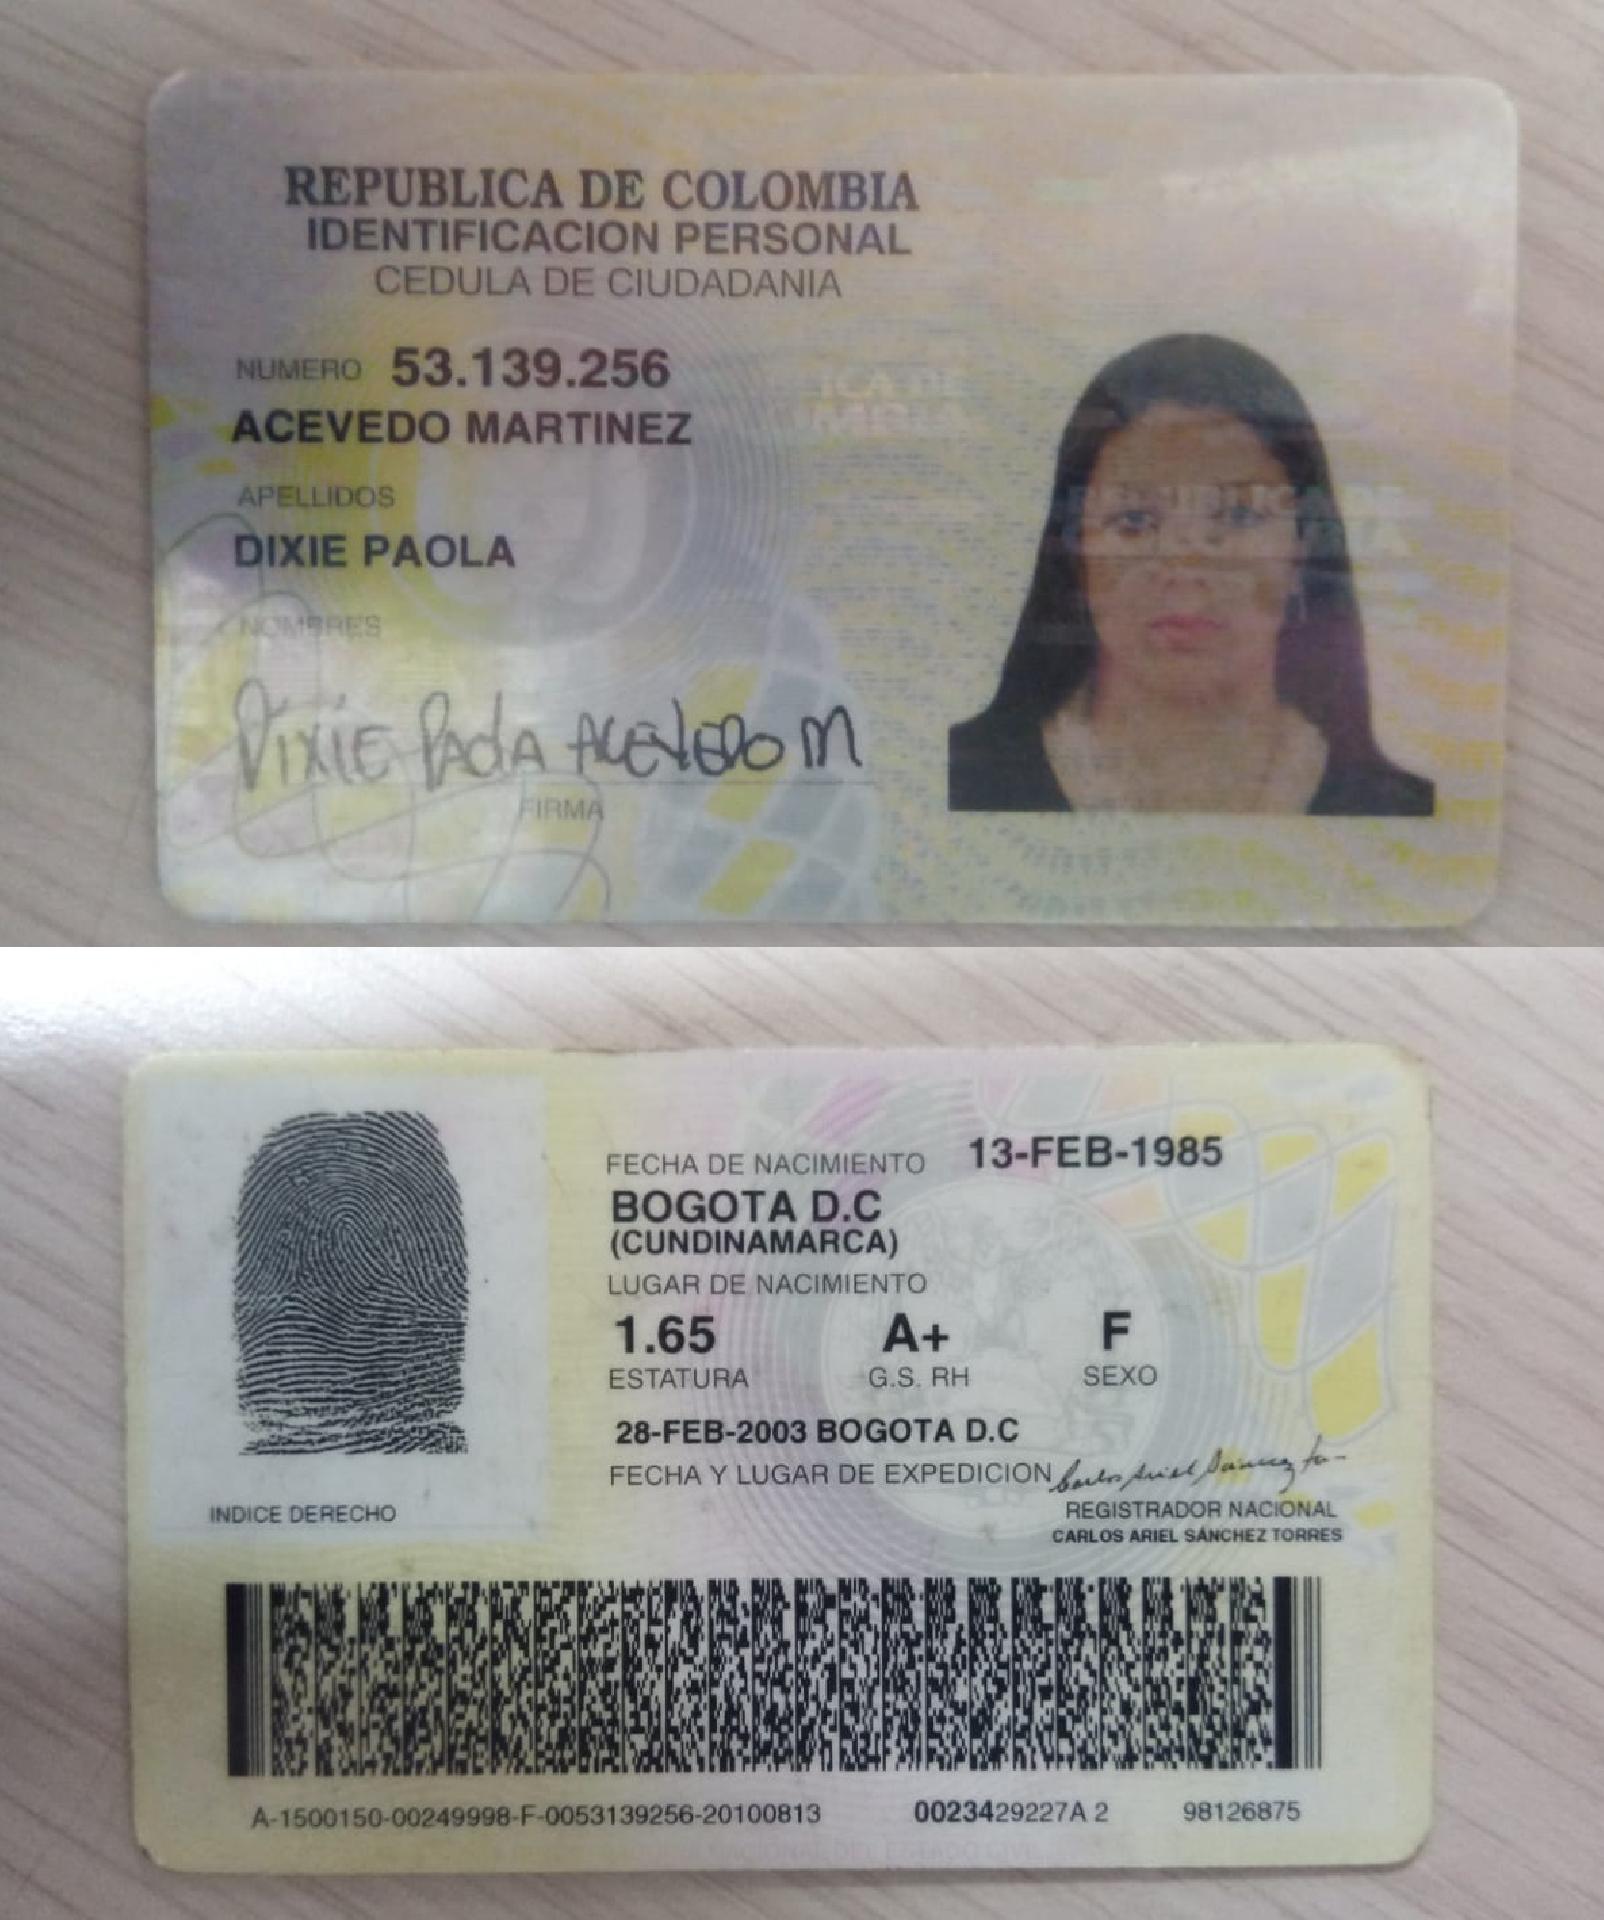 REPUBLICA DE COLOMBIA
IDENTIFICACION PERSONAL
CEDULA DE CIUDADANIA
NUMERO 53.139.256
ACEVEDO MARTINEZ
APELLIDOS
DIXIE PAOLA
NOMBRES
DIXIE PAOLA ACEVEDO M
FIRMA
FECHA DE NACIMIENTO 13-FEB-1985
BOGOTA D.C
(CUNDINAMARCA)
LUGAR DE NACIMIENTO
1.65 A+ F
ESTATURA G.S. RH SEXO
28-FEB-2003 BOGOTA D.C
FECHA Y LUGAR DE EXPEDICION
INDICE DERECHO
REGISTRADOR NACIONAL
CARLOS ARIEL SÁNCHEZ TORRES
A-1500150-00249998-F-0053139256-20100813 0023429227A 2 98126875